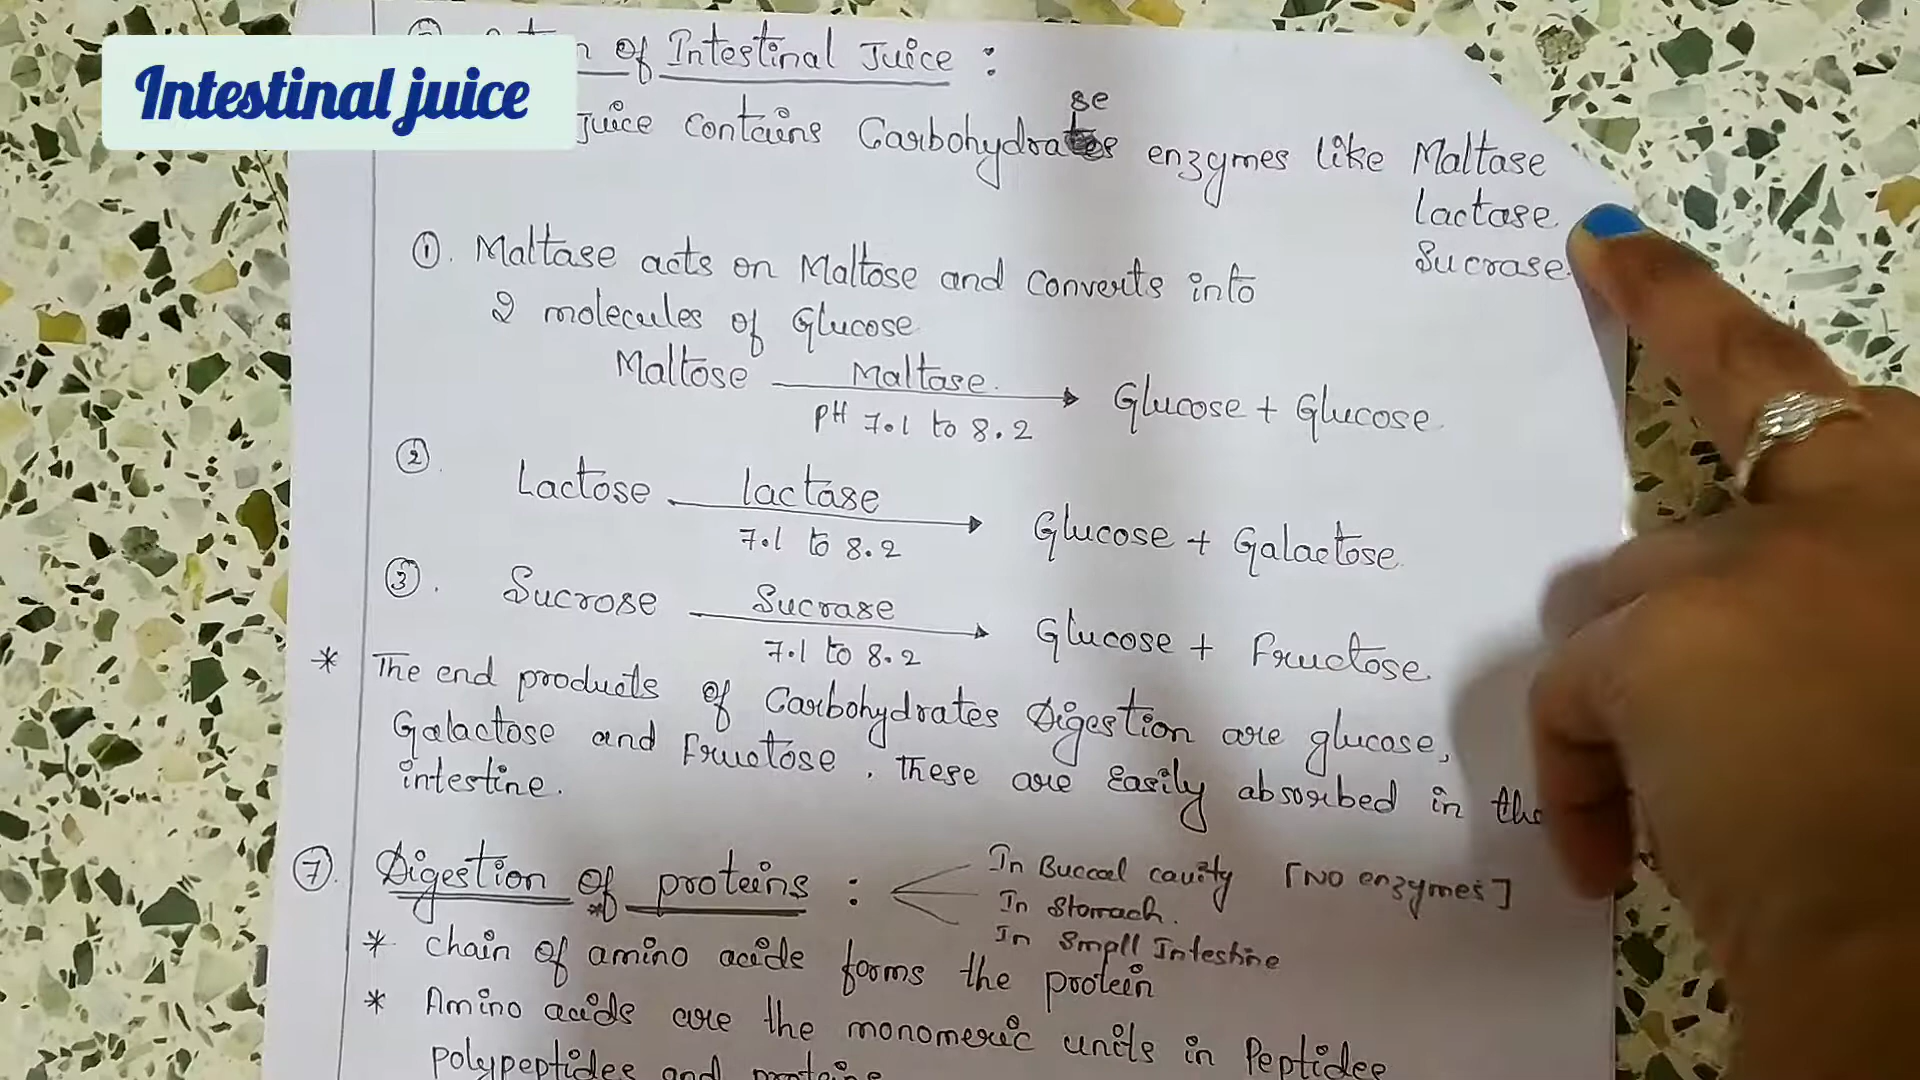 Intestinal juice
of Intestinal Juice :
Juice contains Carbohydra se enzymes like Maltase
lactase
Sucrase
① . Maltase acts on Maltose and converts into
2 molecules of Glucose
Maltose Maltase Glucose + Glucose
PH 7.1 to 8.2
② . Lactose lactase Glucose + Galactose
7.1 to 8.2
③ . Sucrose Sucrase Glucose + Fructose
7.1 to 8.2
* The end products of Carbohydrates Digestion are glucose,
Galactose and Fructose . These are Easily absorbed in the
intestine.
⑦ . Digestion of proteins : In Buccal cavity [NO enzymes]
In Stomach.
In Small Intestine
* chain of amino acids forms the protein
* Amino acids are the monomeric units in Peptides
polypeptides and proteins